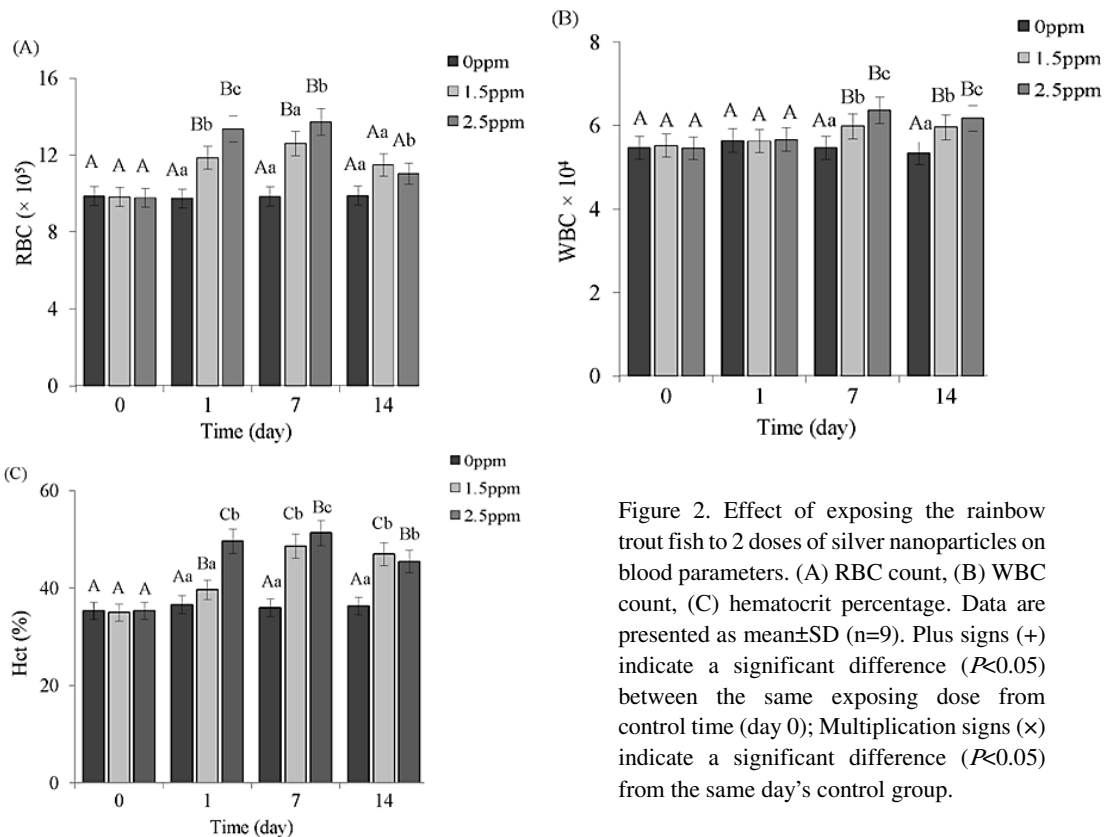 (A)
0ppm
1.5ppm
2.5ppm
16
12
8
4
0
RBC (× 10⁵)
A A A
Aa Bb Bc
Aa Ba Bb
Aa Aa Ab
0 1 7 14
Time (day)
(B)
0ppm
1.5ppm
2.5ppm
8
6
4
2
0
WBC × 10⁴
A A A
A A A
Aa Bb Bc
Aa Bb Bc
0 1 7 14
Time (day)
(C)
0ppm
1.5ppm
2.5ppm
60
40
20
0
Hct (%)
A A A
Aa Ba Cb
Aa Cb Bc
Aa Cb Bb
0 1 7 14
Time (day)
Figure 2. Effect of exposing the rainbow
trout fish to 2 doses of silver nanoparticles on
blood parameters. (A) RBC count, (B) WBC
count, (C) hematocrit percentage. Data are
presented as mean±SD (n=9). Plus signs (+)
indicate a significant difference (P<0.05)
between the same exposing dose from
control time (day 0); Multiplication signs (×)
indicate a significant difference (P<0.05)
from the same day's control group.